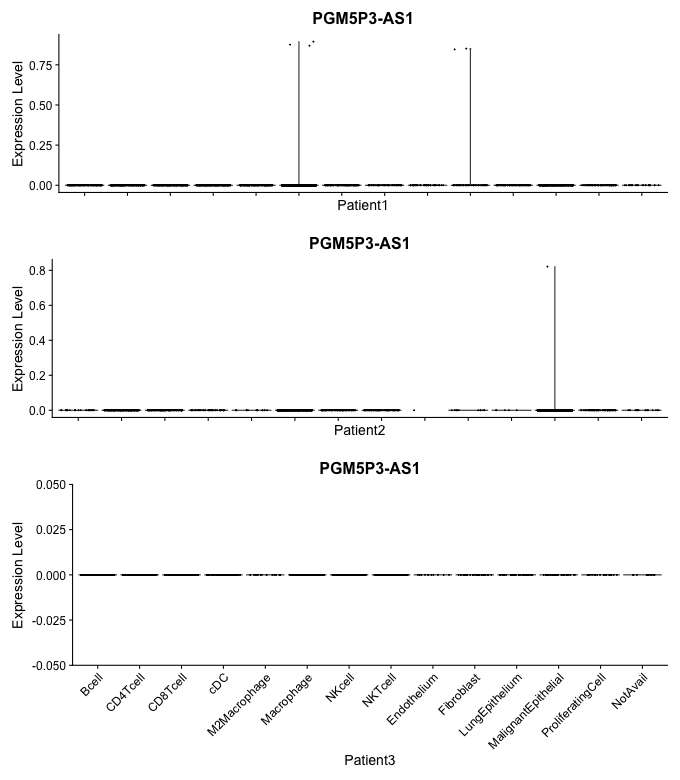 PGM5P3-AS1
Expression Level
0.75
0.50
0.25
0.00
Patient1
PGM5P3-AS1
Expression Level
0.8
0.6
0.4
0.2
0.0
Patient2
PGM5P3-AS1
Expression Level
0.050
0.025
0.000
-0.025
-0.050
Bcell
CD4Tcell
CD8Tcell
cDC
M2Macrophage
Macrophage
NKcell
NKTcell
Endothelium
Fibroblast
LungEpithelium
MalignantEpithelial
ProliferatingCell
NotAvail
Patient3